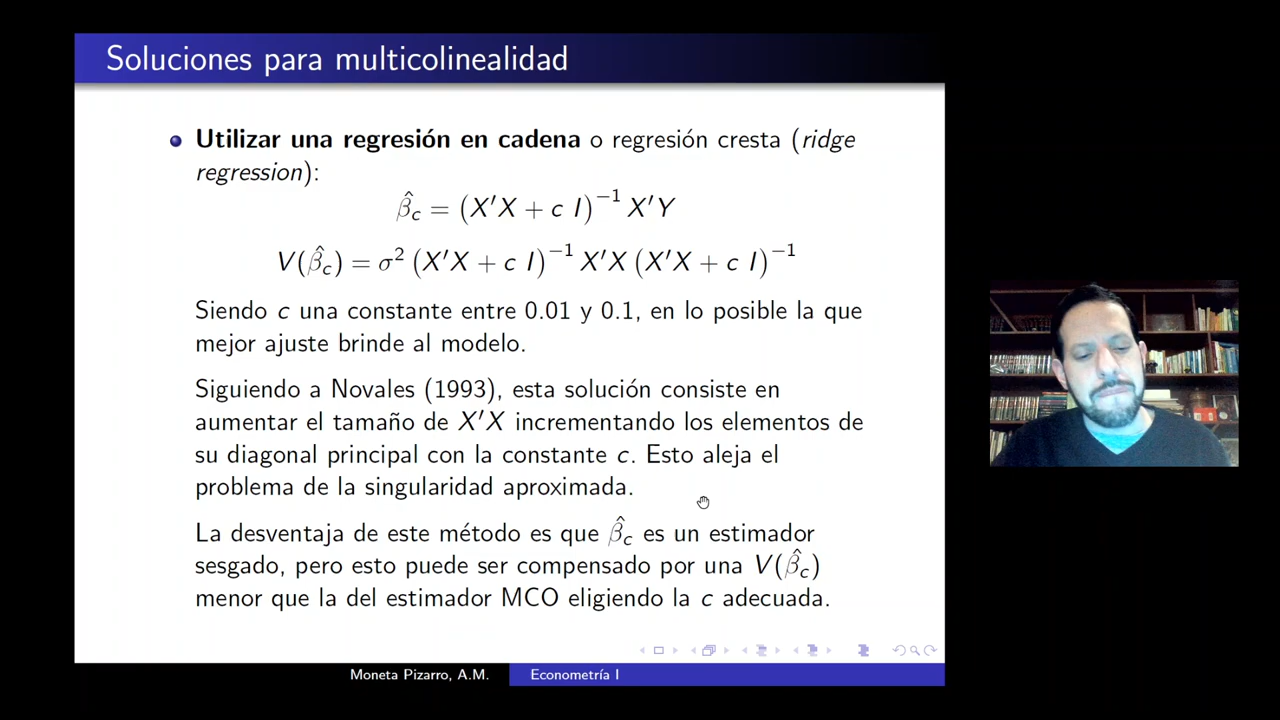 Soluciones para multicolinealidad
Utilizar una regresión en cadena o regresión cresta (ridge
regression):
β̂c = (X′X + c I)⁻¹ X′Y
V(β̂c) = σ² (X′X + c I)⁻¹ X′X (X′X + c I)⁻¹
Siendo c una constante entre 0.01 y 0.1, en lo posible la que
mejor ajuste brinde al modelo.
Siguiendo a Novales (1993), esta solución consiste en
aumentar el tamaño de X′X incrementando los elementos de
su diagonal principal con la constante c. Esto aleja el
problema de la singularidad aproximada.
La desventaja de este método es que β̂c es un estimador
sesgado, pero esto puede ser compensado por una V(β̂c)
menor que la del estimador MCO eligiendo la c adecuada.
Moneta Pizarro, A.M.
Econometría I